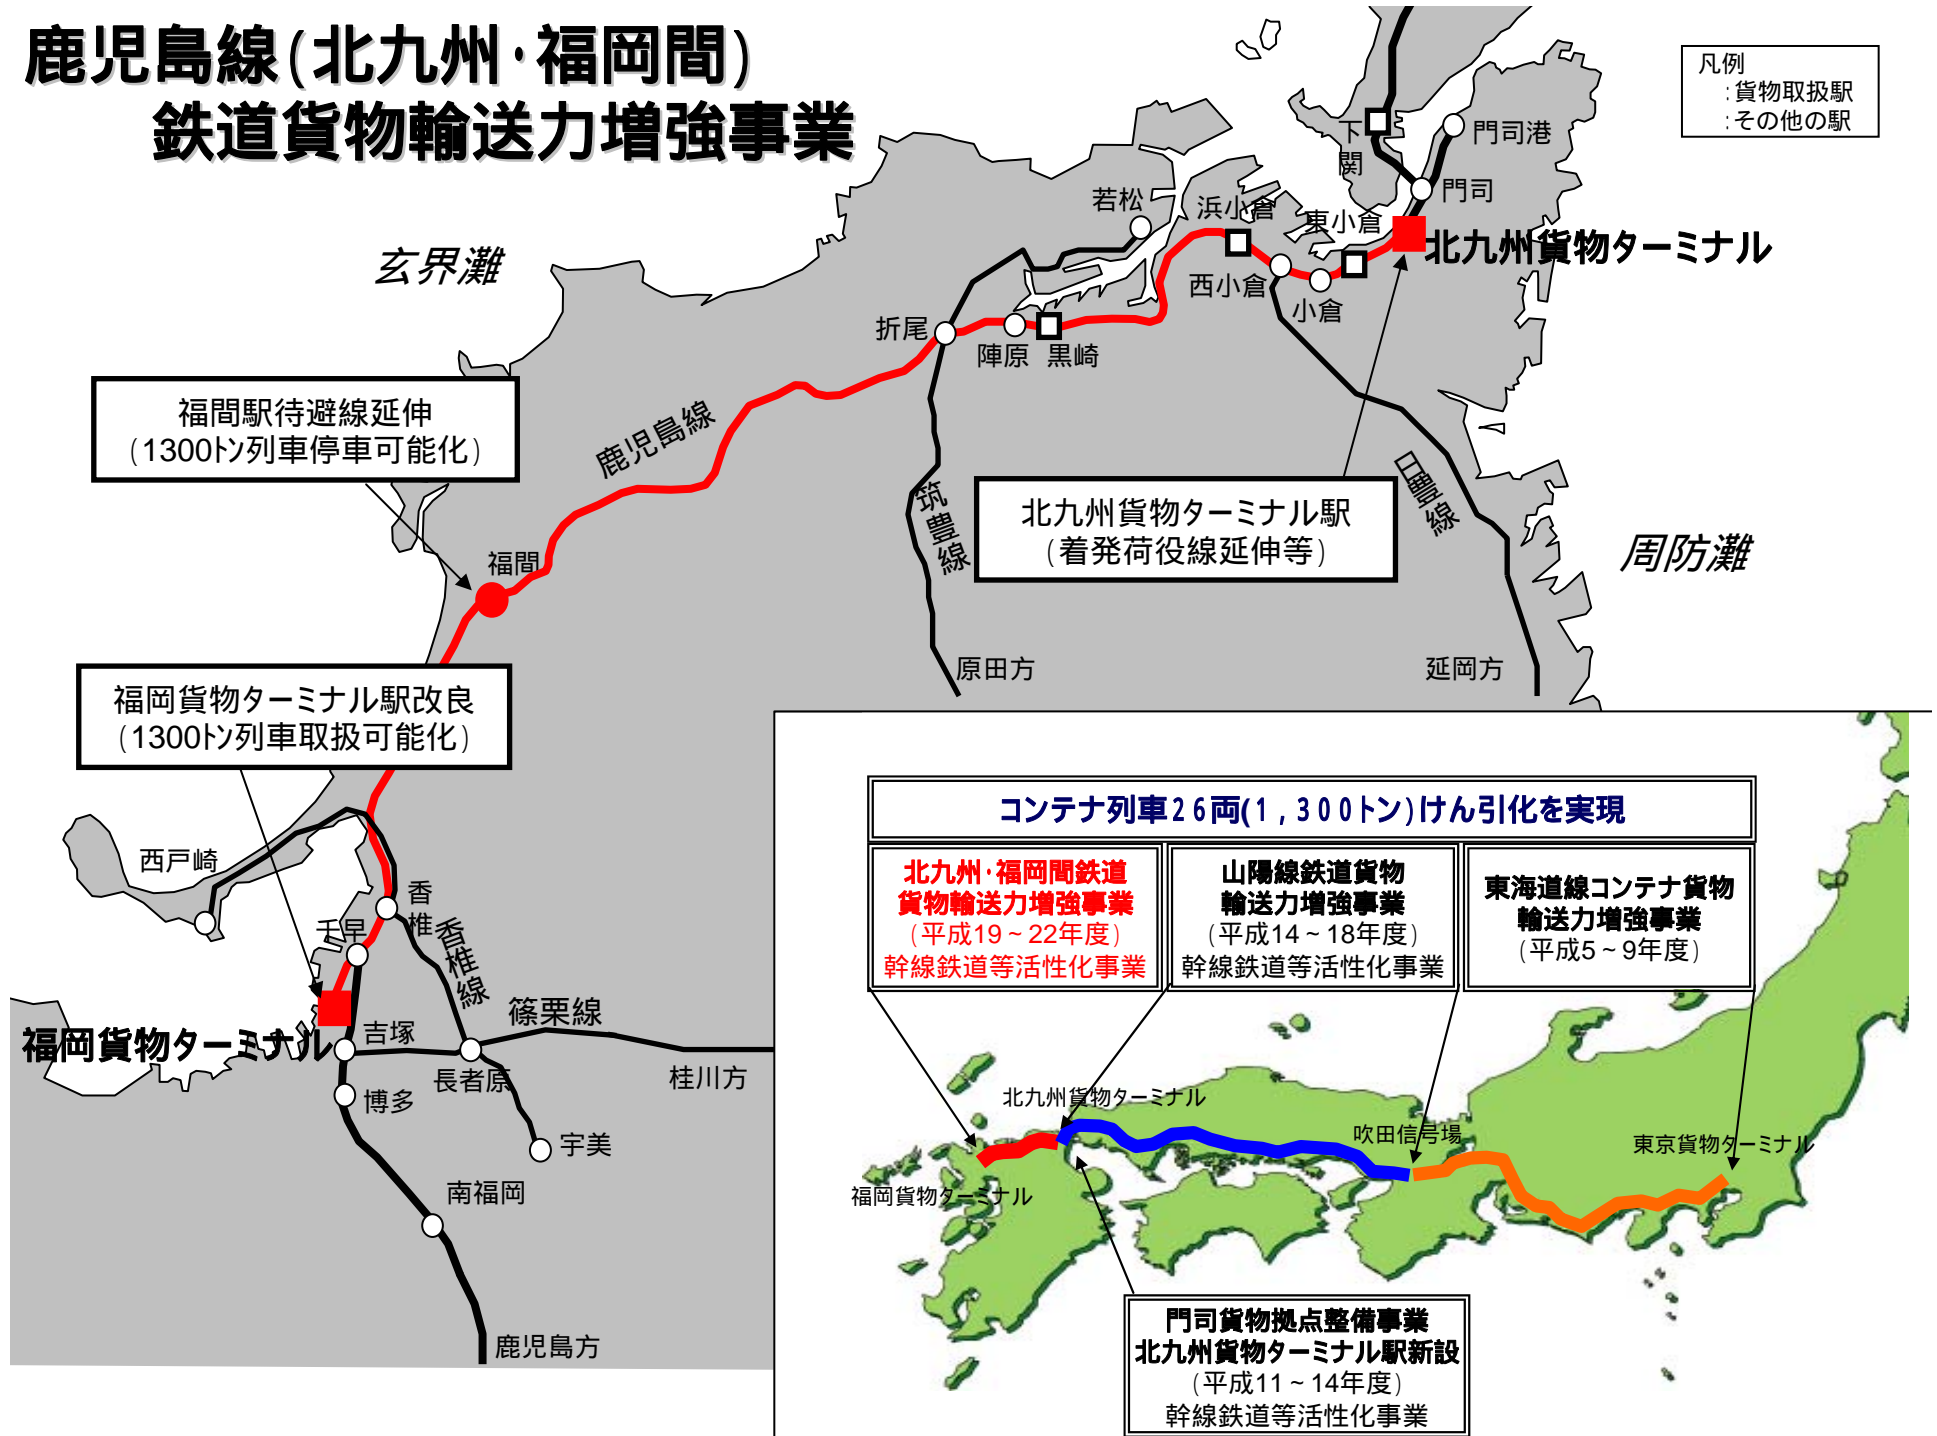 鹿児島線(北九州·福岡間)
鉄道貨物輸送力増強事業
凡例
:貨物取扱駅
:その他の駅
下関
門司港
門司
若松
浜小倉
東小倉
北九州貨物ターミナル
玄界灘
西小倉
小倉
折尾
陣原
黒崎
福間駅待避線延伸
(1300トン列車停車可能化)
鹿児島線
筑豊線
日豊線
北九州貨物ターミナル駅
(着発荷役線延伸等)
周防灘
福間
原田方
延岡方
福岡貨物ターミナル駅改良
(1300トン列車取扱可能化)
西戸崎
香椎
千早
香椎線
篠栗線
福岡貨物ターミナル
吉塚
長者原
桂川方
博多
宇美
南福岡
鹿児島方
コンテナ列車26両(1,300トン)けん引化を実現
北九州·福岡間鉄道
貨物輸送力増強事業
(平成19~22年度)
幹線鉄道等活性化事業
山陽線鉄道貨物
輸送力増強事業
(平成14~18年度)
幹線鉄道等活性化事業
東海道線コンテナ貨物
輸送力増強事業
(平成5~9年度)
北九州貨物ターミナル
吹田信号場
東京貨物ターミナル
福岡貨物ターミナル
門司貨物拠点整備事業
北九州貨物ターミナル駅新設
(平成11~14年度)
幹線鉄道等活性化事業